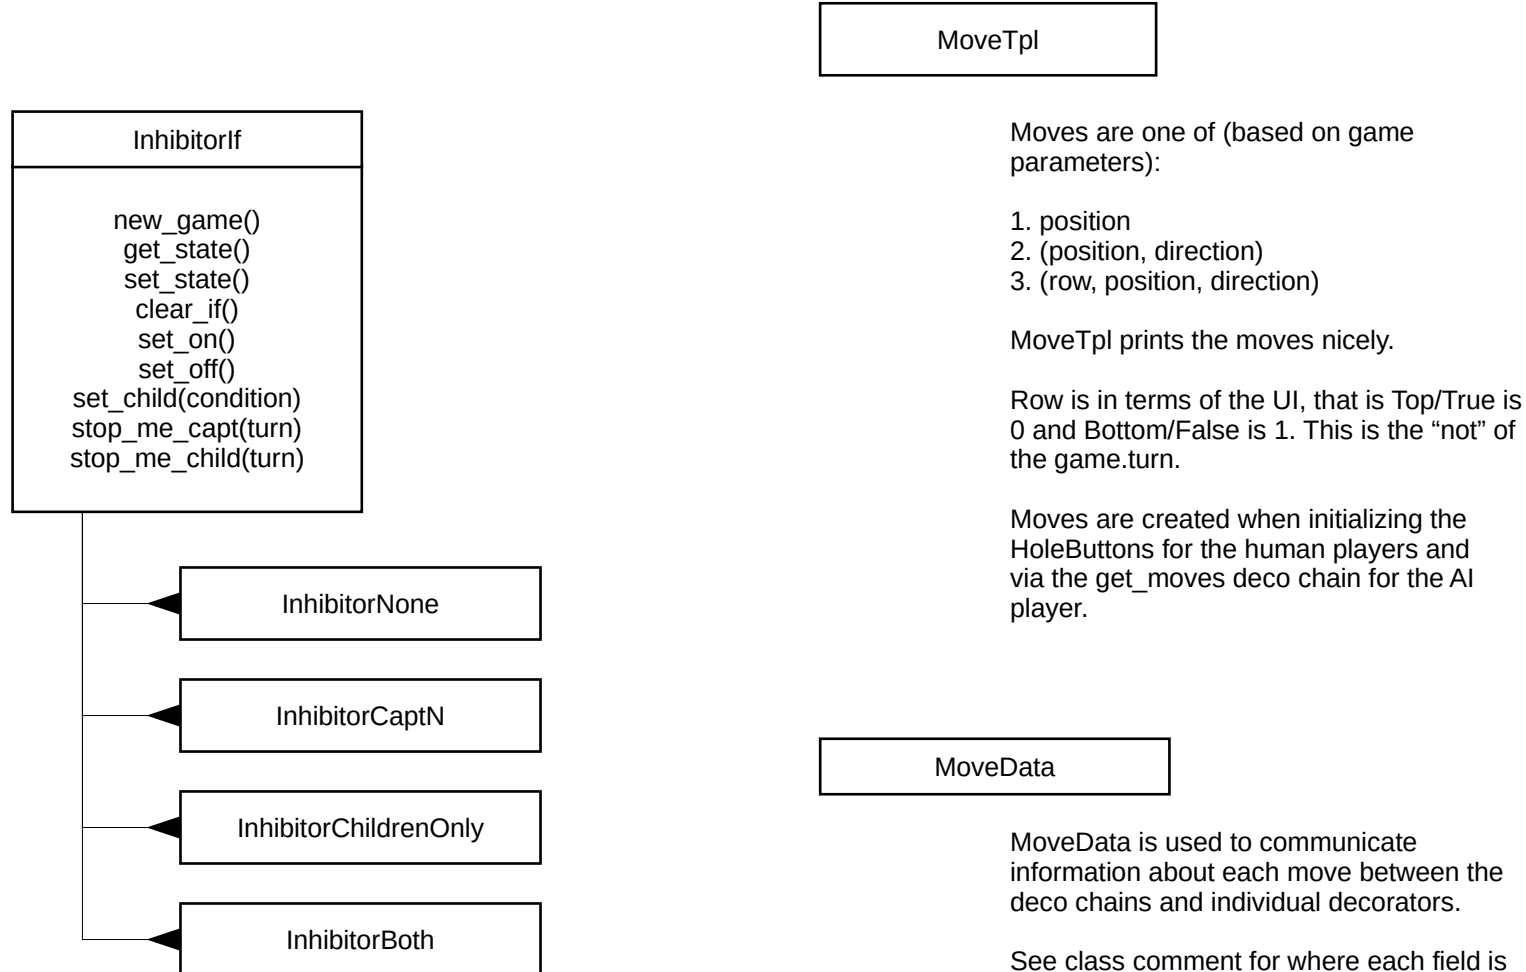 InhibitorIf
new_game()
get_state()
set_state()
clear_if()
set_on()
set_off()
set_child(condition)
stop_me_capt(turn)
stop_me_child(turn)
InhibitorNone
InhibitorCaptN
InhibitorChildrenOnly
InhibitorBoth
MoveTpl
Moves are one of (based on game
parameters):
1. position
2. (position, direction)
3. (row, position, direction)
MoveTpl prints the moves nicely.
Row is in terms of the UI, that is Top/True is
0 and Bottom/False is 1. This is the “not” of
the game.turn.
Moves are created when initializing the
HoleButtons for the human players and
via the get_moves deco chain for the AI
player.
MoveData
MoveData is used to communicate
information about each move between the
deco chains and individual decorators.
See class comment for where each field is